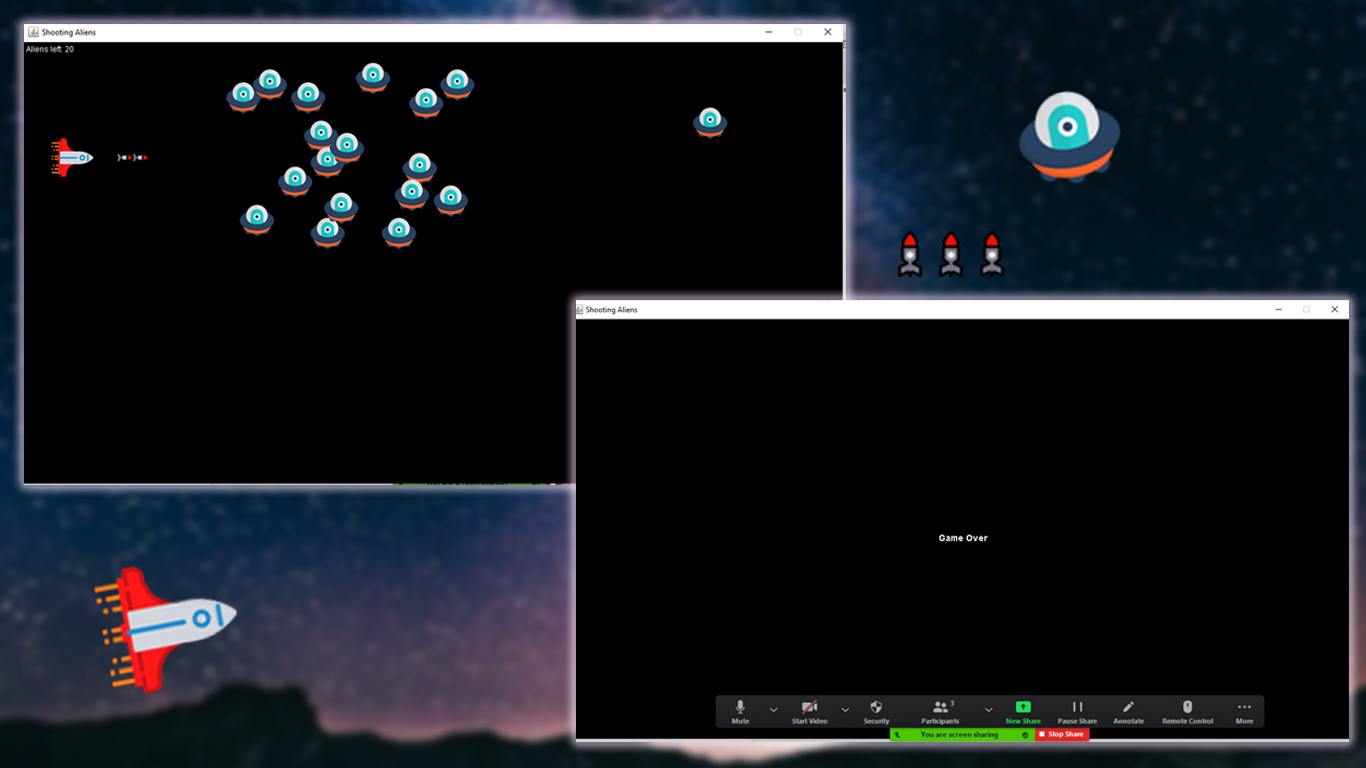 Shooting Aliens
Aliens left: 20
Shooting Aliens
Game Over
3
Mute
Start Video
Security
Participants
New Share
Pause Share
Annotate
Remote Control
More
You are screen sharing
Stop Share